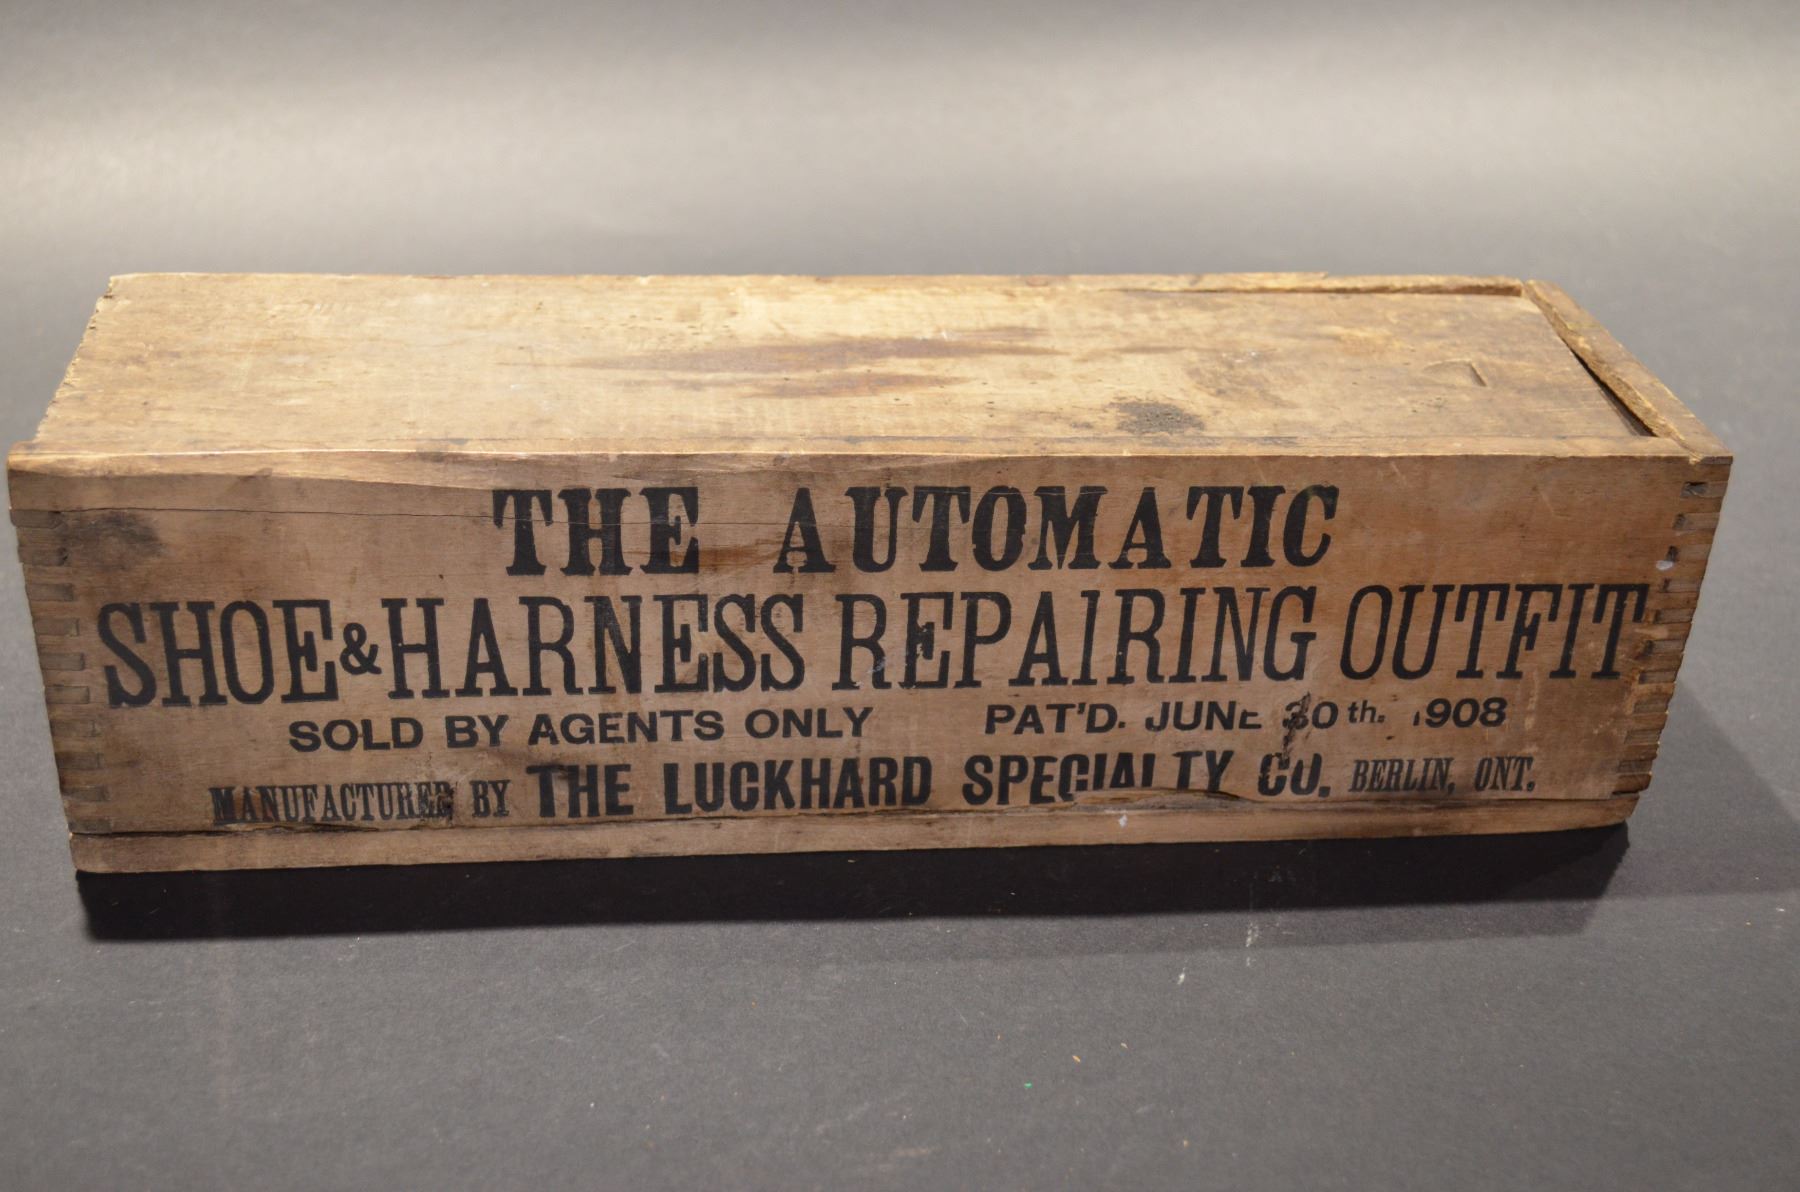 THE AUTOMATIC
SHOE & HARNESS REPAIRING OUTFIT
SOLD BY AGENTS ONLY PAT'D. JUNE 30th. 1908
MANUFACTURED BY THE LUCKHARD SPECIALTY CO. BERLIN, ONT.